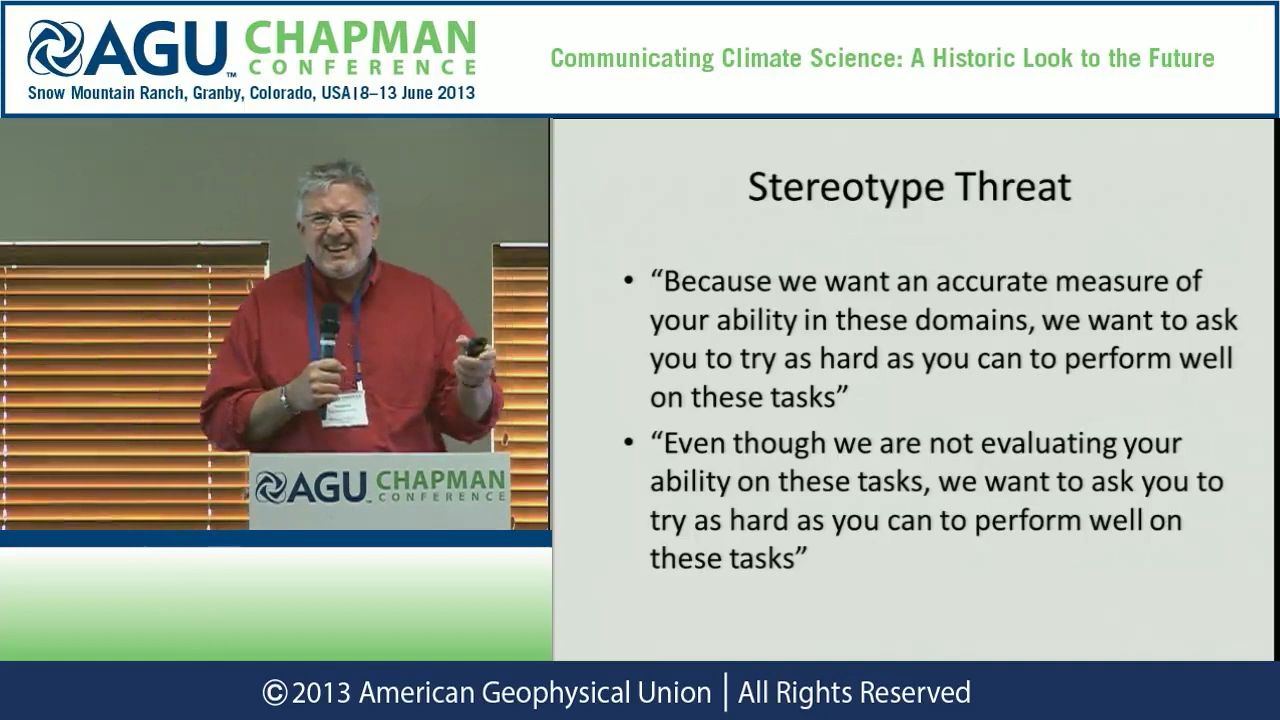 AGU CHAPMAN
CONFERENCE
Snow Mountain Ranch, Granby, Colorado, USA|8–13 June 2013
Communicating Climate Science: A Historic Look to the Future
AGU CHAPMAN
CONFERENCE
Stereotype Threat
• “Because we want an accurate measure of
your ability in these domains, we want to ask
you to try as hard as you can to perform well
on these tasks”
• “Even though we are not evaluating your
ability on these tasks, we want to ask you to
try as hard as you can to perform well on
these tasks”
©2013 American Geophysical Union | All Rights Reserved